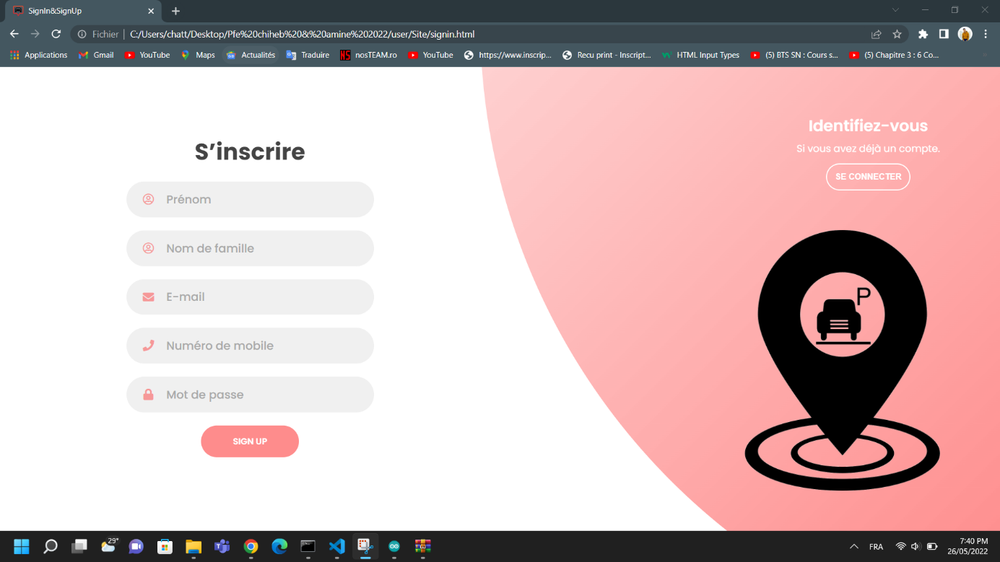 SignIn&SignUp
Fichier | C:/Users/chatt/Desktop/Pfe%20chiheb%20&%20amine%202022/user/Site/signin.html
Applications Gmail YouTube Maps Actualités Traduire nosTEAM.ro YouTube https://www.inscrip... Recu print - Inscript... HTML Input Types (5) BTS SN : Cours s... (5) Chapitre 3 : 6 Co...
S'inscrire
Prénom
Nom de famille
E-mail
Numéro de mobile
Mot de passe
SIGN UP
Identifiez-vous
Si vous avez déjà un compte.
SE CONNECTER
P
29°
FRA
7:40 PM
26/05/2022